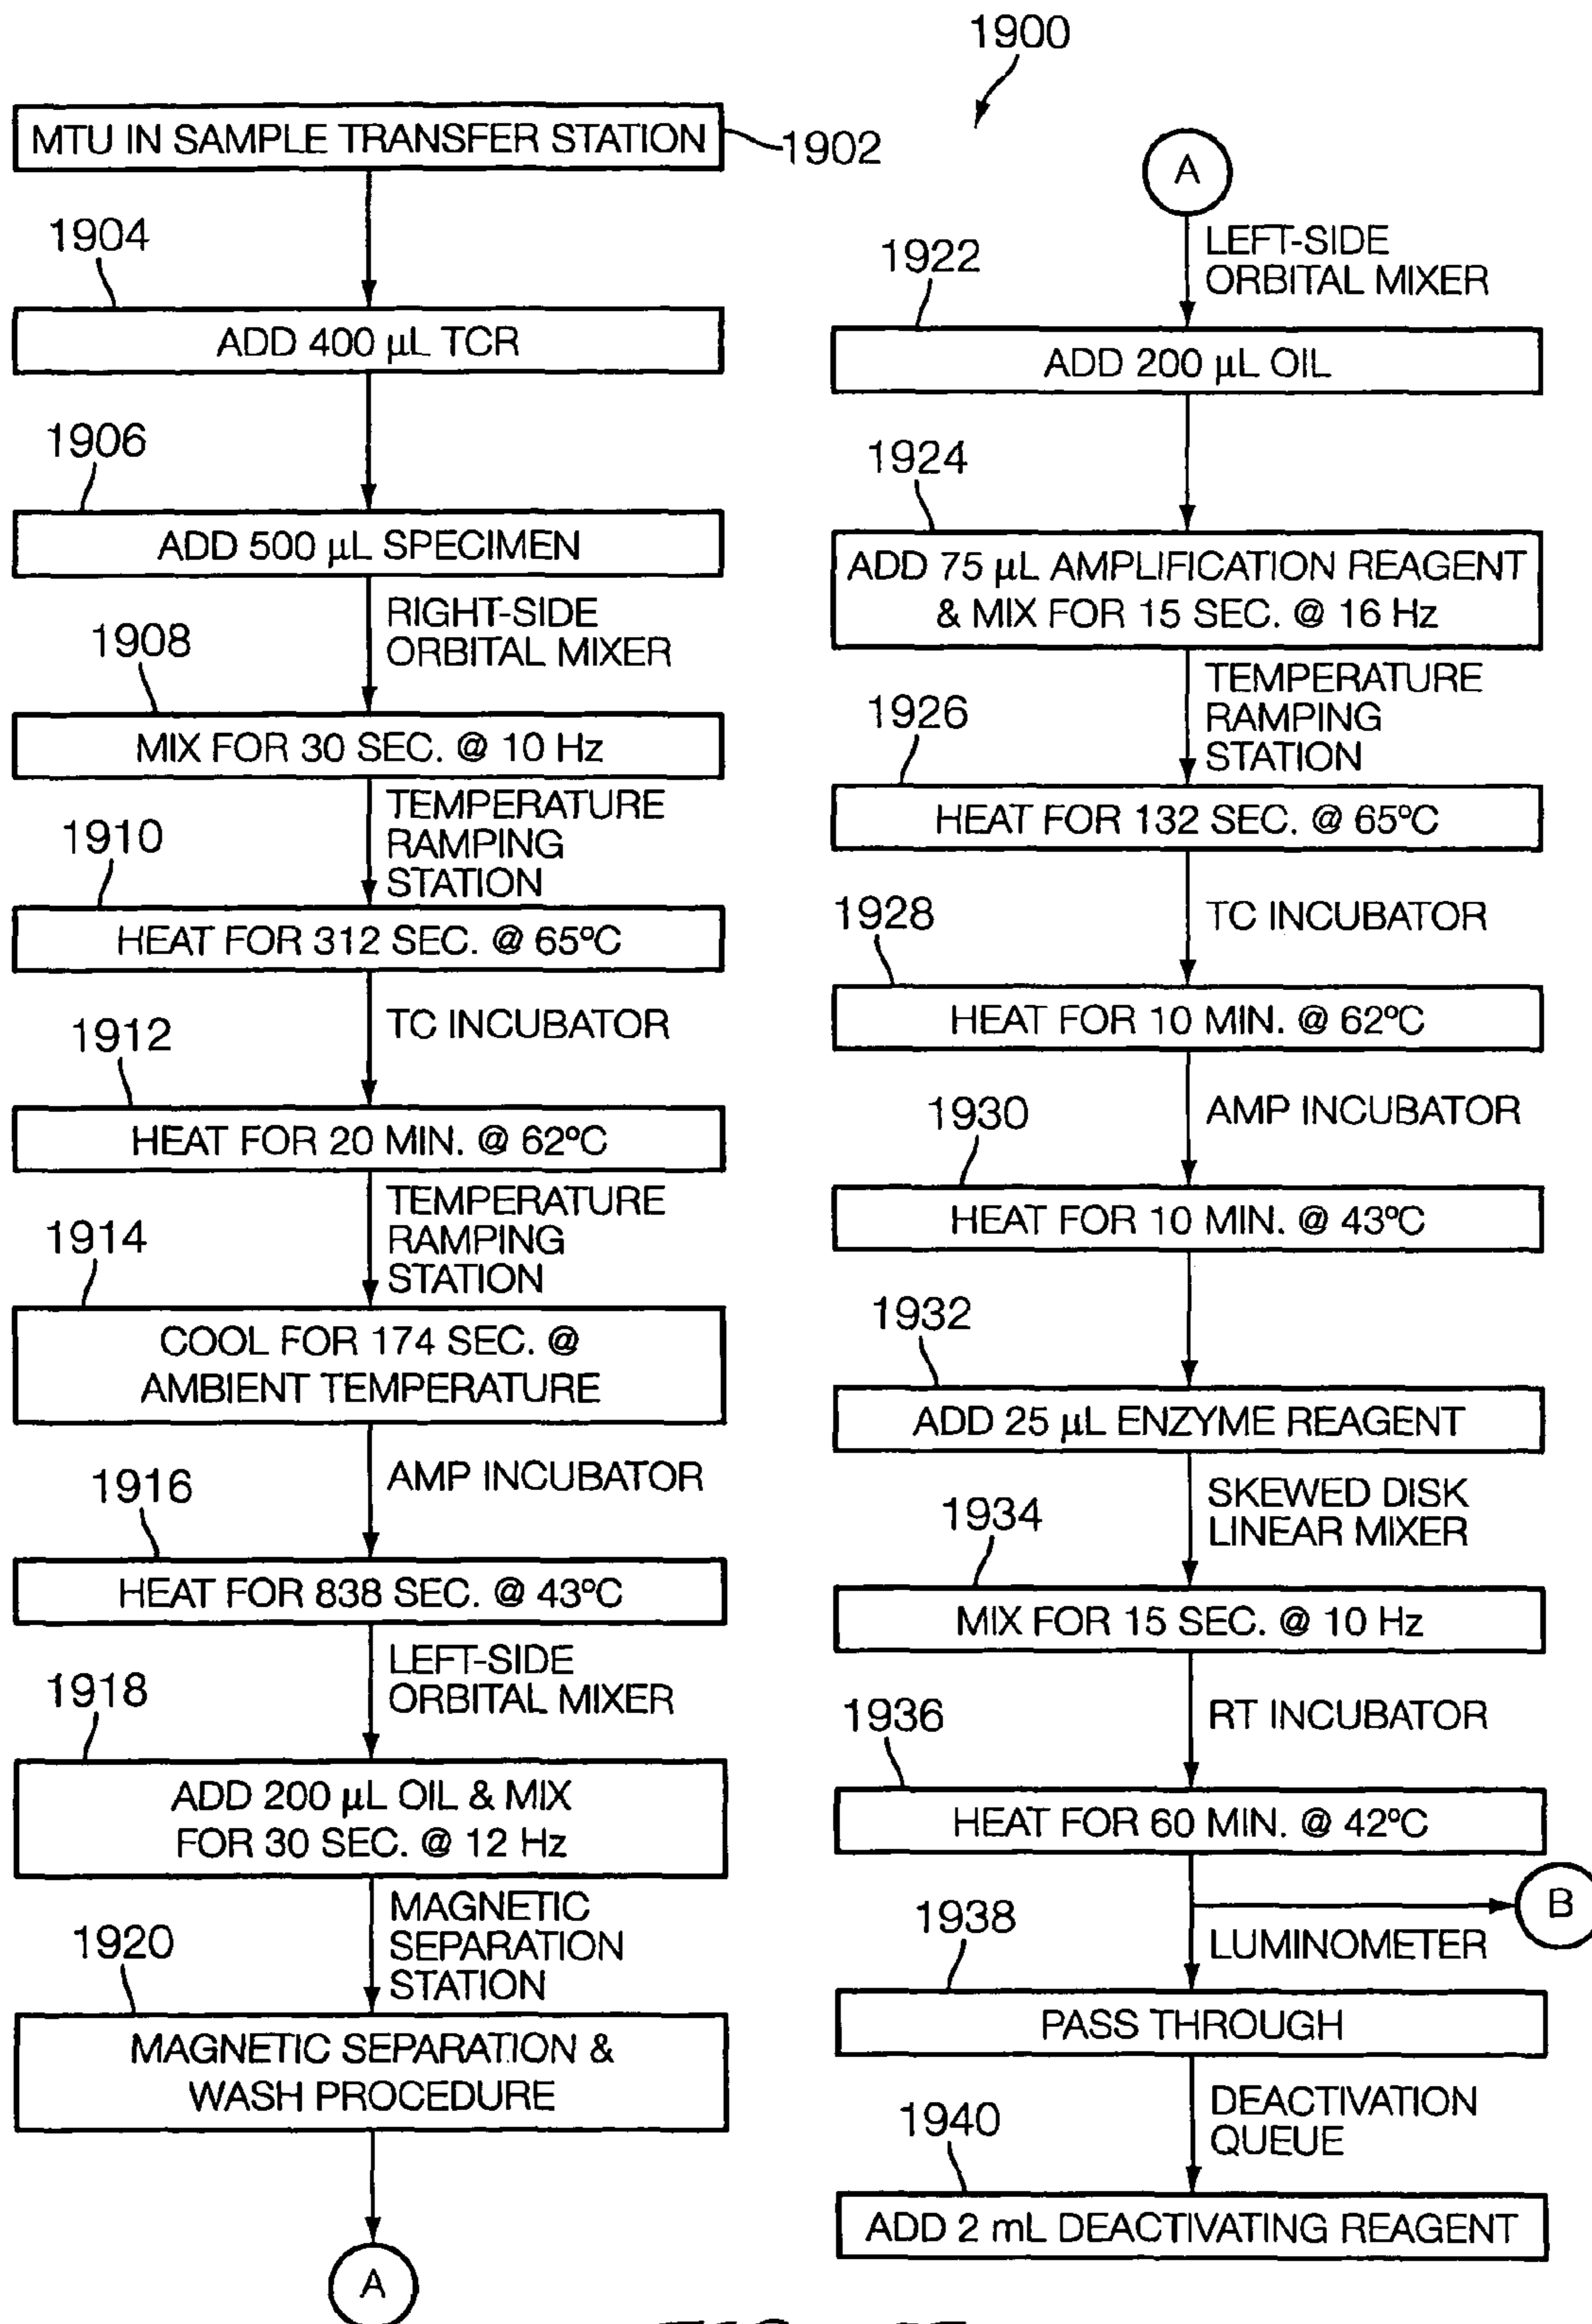 1900
MTU IN SAMPLE TRANSFER STATION
1902
1904
ADD 400 µL TCR
1906
ADD 500 µL SPECIMEN
RIGHT-SIDE
ORBITAL MIXER
1908
MIX FOR 30 SEC. @ 10 Hz
TEMPERATURE
RAMPING
STATION
1910
HEAT FOR 312 SEC. @ 65ºC
TC INCUBATOR
1912
HEAT FOR 20 MIN. @ 62ºC
TEMPERATURE
RAMPING
STATION
1914
COOL FOR 174 SEC. @
AMBIENT TEMPERATURE
AMP INCUBATOR
1916
HEAT FOR 838 SEC. @ 43ºC
LEFT-SIDE
ORBITAL MIXER
1918
ADD 200 µL OIL & MIX
FOR 30 SEC. @ 12 Hz
MAGNETIC
SEPARATION
STATION
1920
MAGNETIC SEPARATION &
WASH PROCEDURE
A
A
LEFT-SIDE
ORBITAL MIXER
1922
ADD 200 µL OIL
1924
ADD 75 µL AMPLIFICATION REAGENT
& MIX FOR 15 SEC. @ 16 Hz
TEMPERATURE
RAMPING
STATION
1926
HEAT FOR 132 SEC. @ 65ºC
TC INCUBATOR
1928
HEAT FOR 10 MIN. @ 62ºC
AMP INCUBATOR
1930
HEAT FOR 10 MIN. @ 43ºC
1932
ADD 25 µL ENZYME REAGENT
SKEWED DISK
LINEAR MIXER
1934
MIX FOR 15 SEC. @ 10 Hz
RT INCUBATOR
1936
HEAT FOR 60 MIN. @ 42ºC
B
LUMINOMETER
1938
PASS THROUGH
DEACTIVATION
QUEUE
1940
ADD 2 mL DEACTIVATING REAGENT